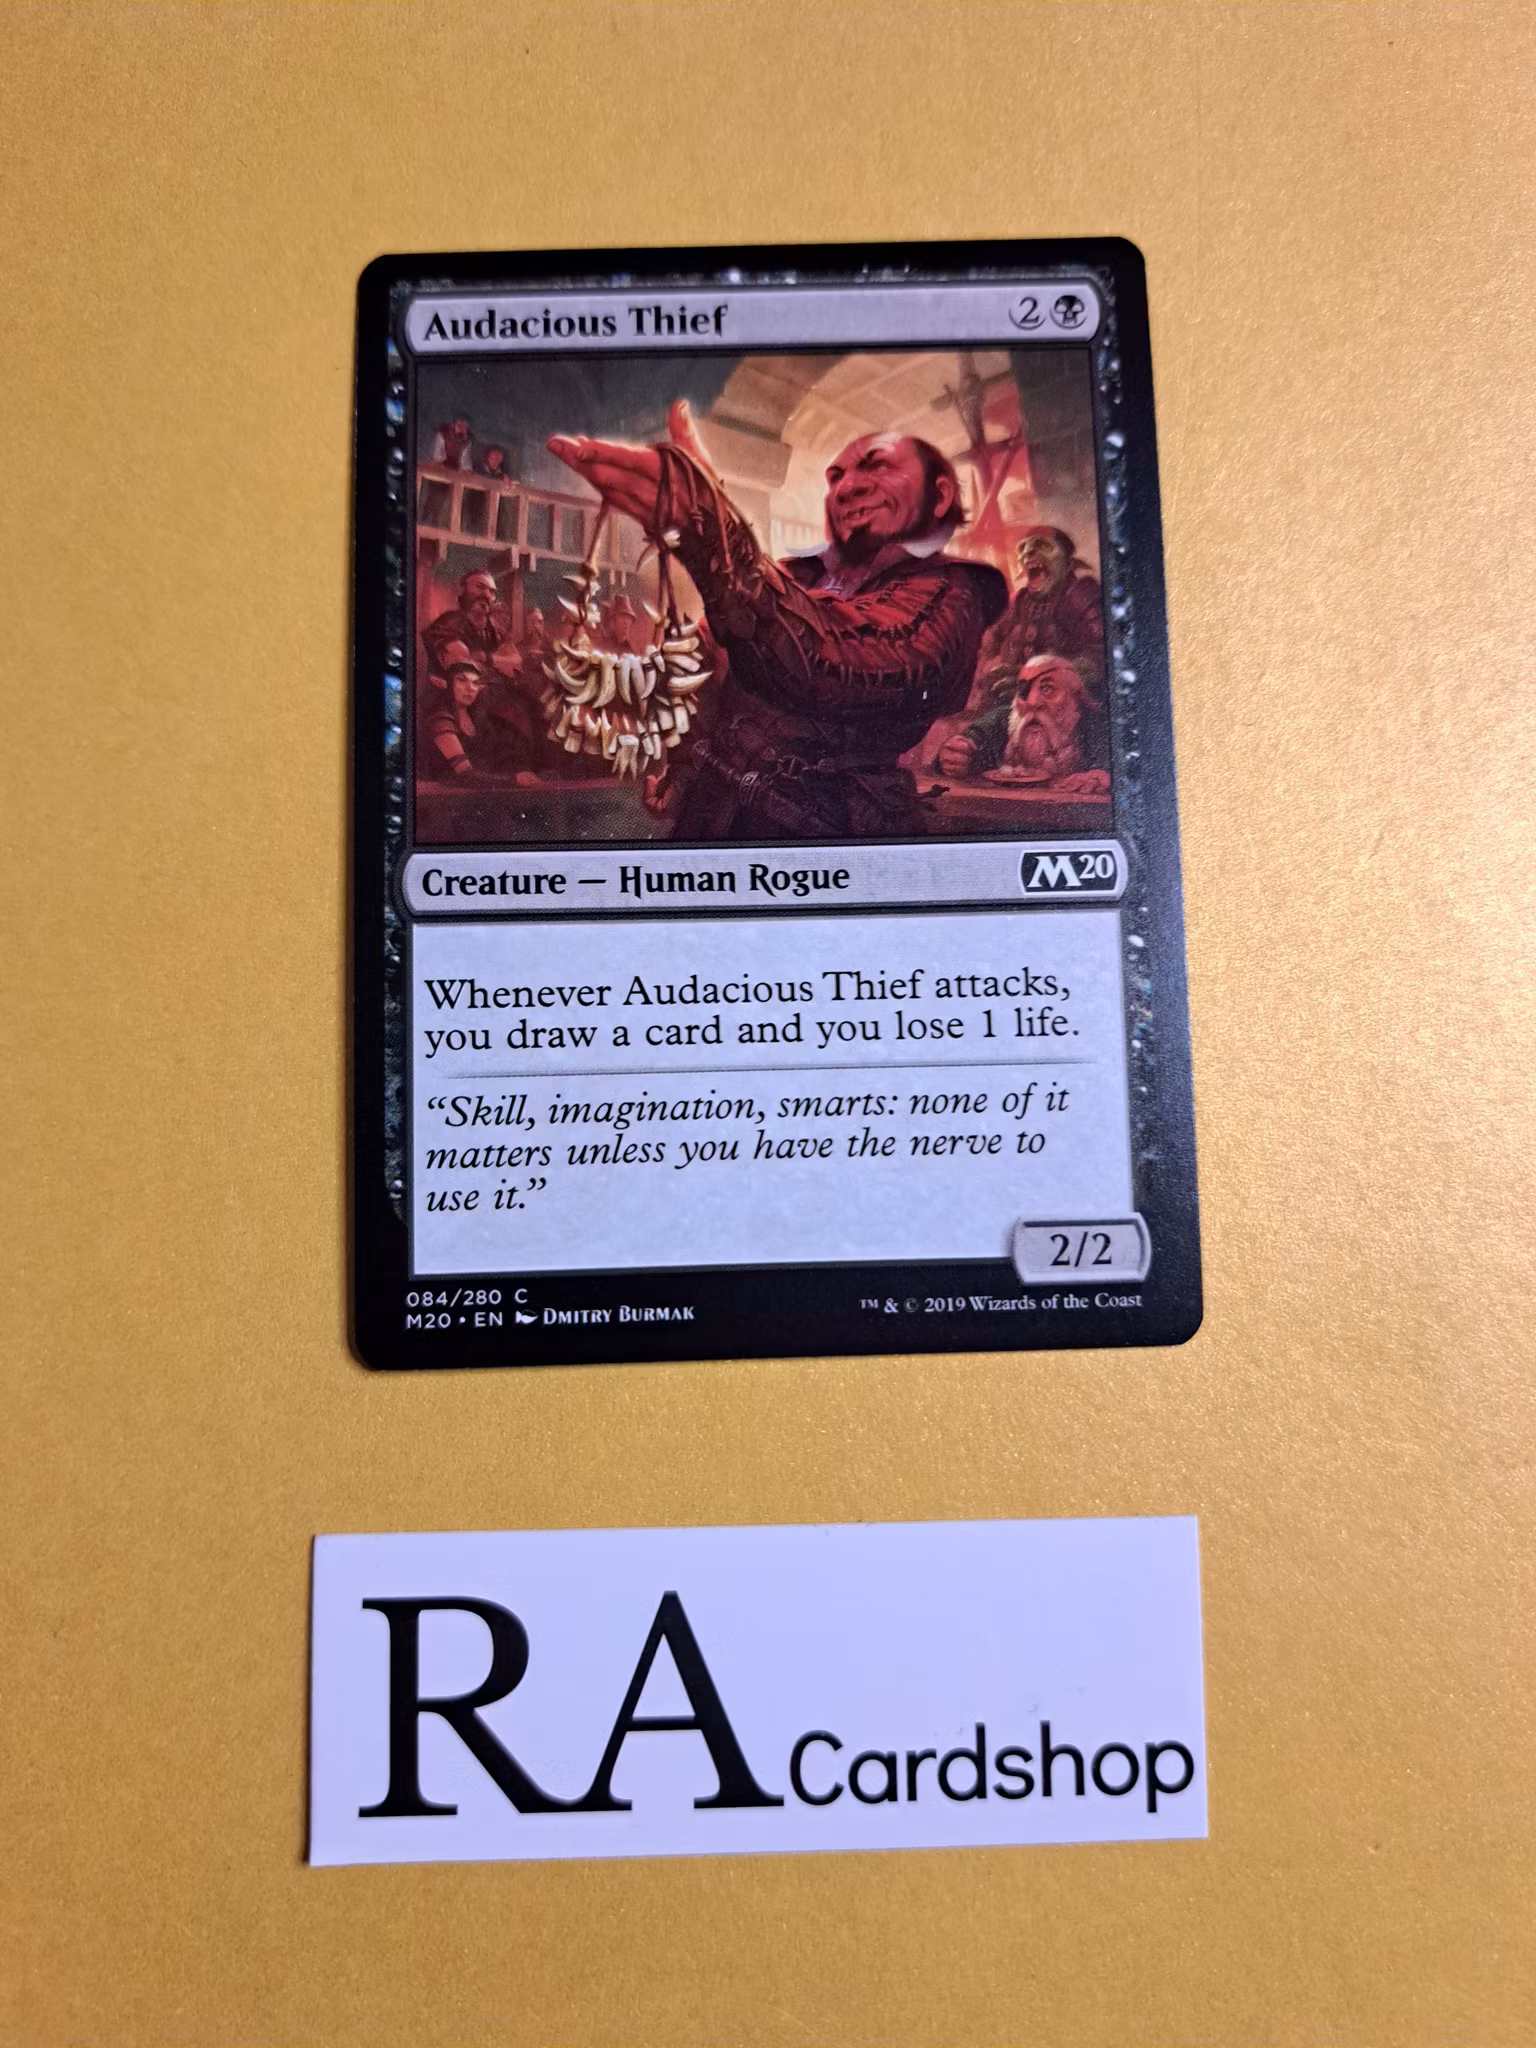 Audacious Thief 2
Creature — Human Rogue M20
Whenever Audacious Thief attacks,
you draw a card and you lose 1 life.
“Skill, imagination, smarts: none of it
matters unless you have the nerve to
use it.”
2/2
084/280 C
M20 • EN DMITRY BURMAK ™ & © 2019 Wizards of the Coast
RA Cardshop